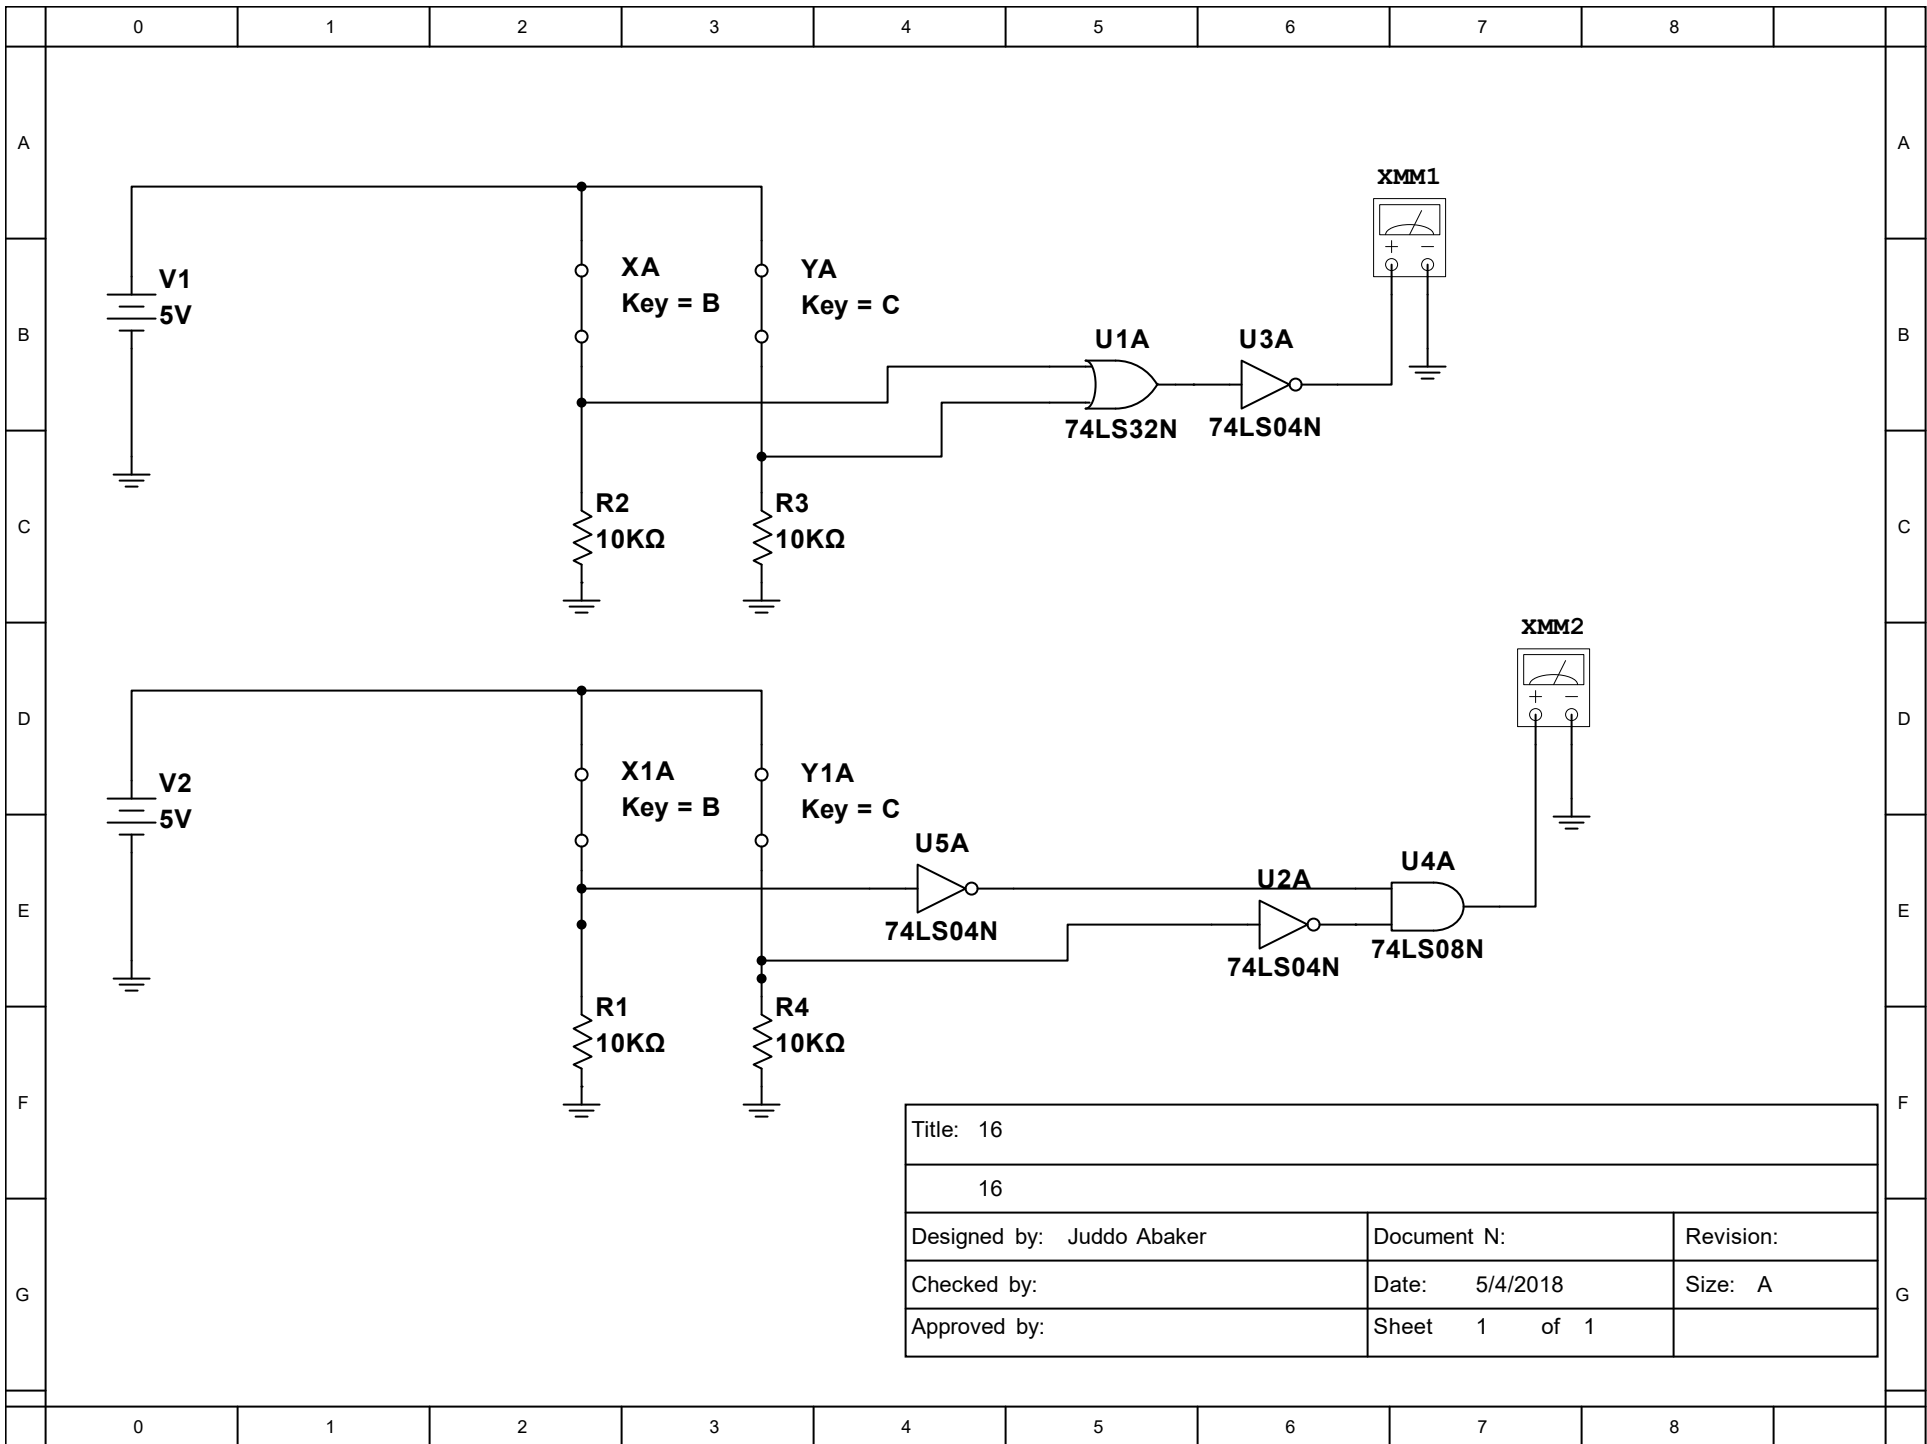 0 1 2 3 4 5 6 7 8
A A
XMM1
B B
V1
5V
XA
Key = B
YA
Key = C
U1A
74LS32N
U3A
74LS04N
+ −
C C
R2
10KΩ
R3
10KΩ
XMM2
+ −
D D
V2
5V
X1A
Key = B
Y1A
Key = C
U5A
74LS04N
U2A
74LS04N
U4A
74LS08N
E E
R1
10KΩ
R4
10KΩ
F F
Title: 16
16
Designed by: Juddo Abaker Document N: Revision:
Checked by: Date: 5/4/2018 Size: A
Approved by: Sheet 1 of 1
G G
0 1 2 3 4 5 6 7 8